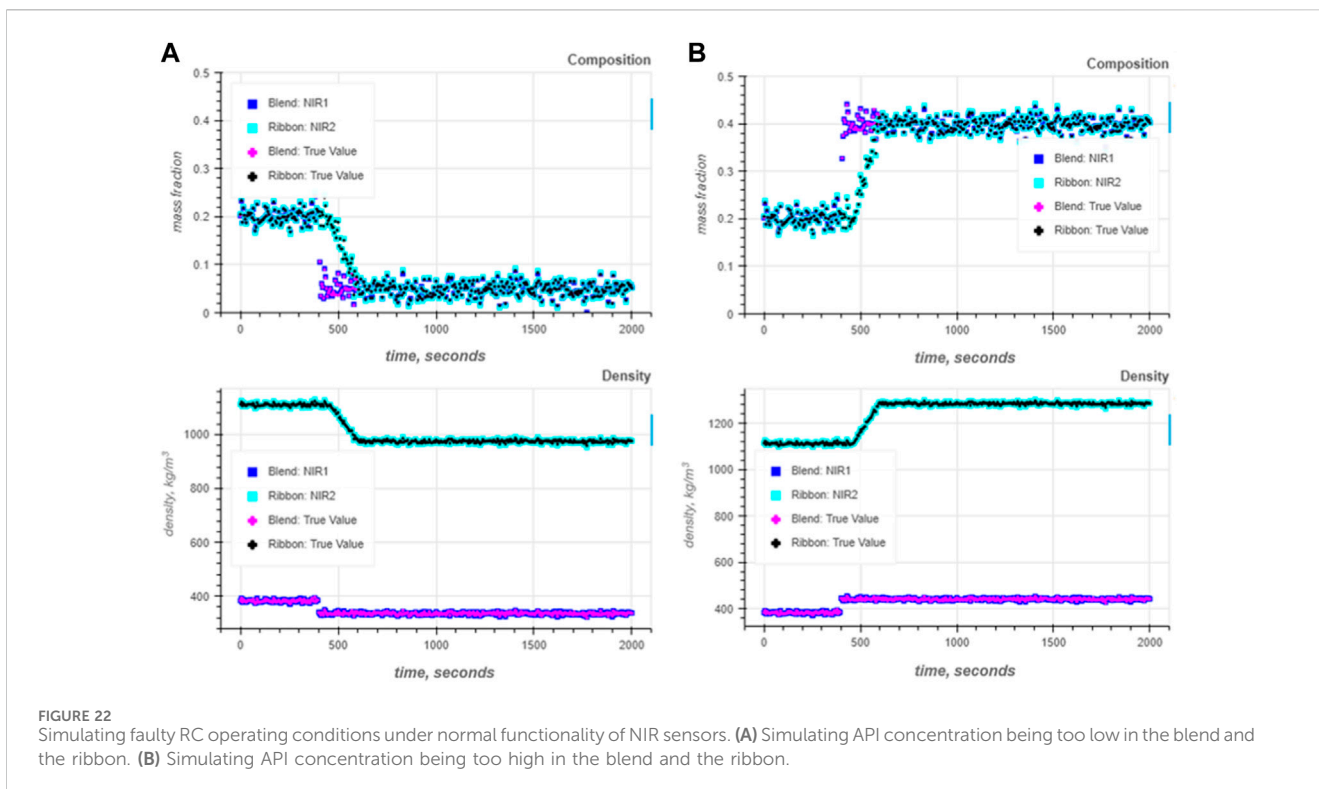 A
Composition
0.5
0.4
0.3
0.2
0.1
0
mass fraction
Blend: NIR1
Ribbon: NIR2
Blend: True Value
Ribbon: True Value
0 500 1000 1500 2000
time, seconds
Density
1000
800
600
400
density, kg/m³
Blend: NIR1
Ribbon: NIR2
Blend: True Value
Ribbon: True Value
0 500 1000 1500 2000
time, seconds
B
Composition
0.5
0.4
0.3
0.2
0.1
0
mass fraction
Blend: NIR1
Ribbon: NIR2
Blend: True Value
Ribbon: True Value
0 500 1000 1500 2000
time, seconds
Density
1200
1000
800
600
400
density, kg/m³
Blend: NIR1
Ribbon: NIR2
Blend: True Value
Ribbon: True Value
0 500 1000 1500 2000
time, seconds
FIGURE 22
Simulating faulty RC operating conditions under normal functionality of NIR sensors. (A) Simulating API concentration being too low in the blend and
the ribbon. (B) Simulating API concentration being too high in the blend and the ribbon.